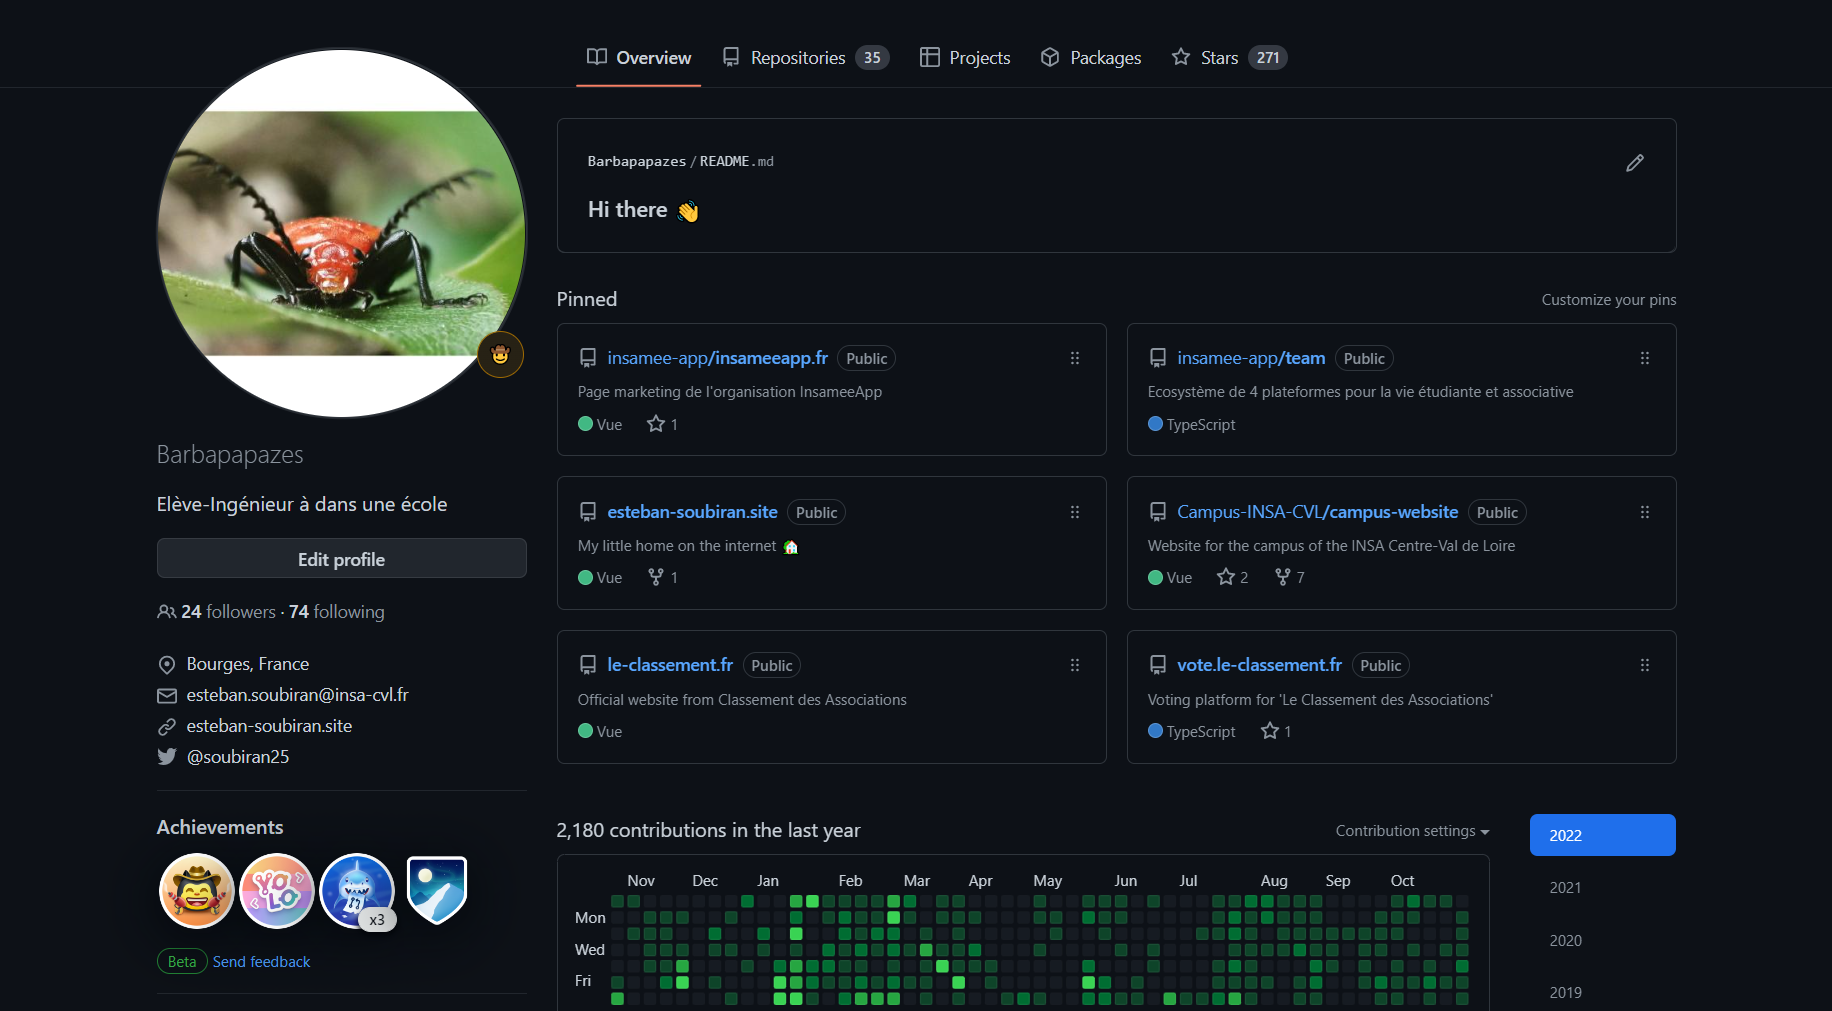 Overview Repositories 35 Projects Packages Stars 271
Barbapapazes / README.md
Hi there 👋
Pinned
Customize your pins
insamee-app/insameeapp.fr Public
Page marketing de l'organisation InsameeApp
Vue 1
insamee-app/team Public
Ecosystème de 4 plateformes pour la vie étudiante et associative
TypeScript
esteban-soubiran.site Public
My little home on the internet 🏡
Vue 1
Campus-INSA-CVL/campus-website Public
Website for the campus of the INSA Centre-Val de Loire
Vue 2 7
le-classement.fr Public
Official website from Classement des Associations
Vue
vote.le-classement.fr Public
Voting platform for 'Le Classement des Associations'
TypeScript 1
Barbapapazes
Elève-Ingénieur à dans une école
Edit profile
24 followers · 74 following
Bourges, France
esteban.soubiran@insa-cvl.fr
esteban-soubiran.site
@soubiran25
Achievements
YOLO
x3
Beta Send feedback
2,180 contributions in the last year
Contribution settings
Nov Dec Jan Feb Mar Apr May Jun Jul Aug Sep Oct
Mon
Wed
Fri
2022
2021
2020
2019